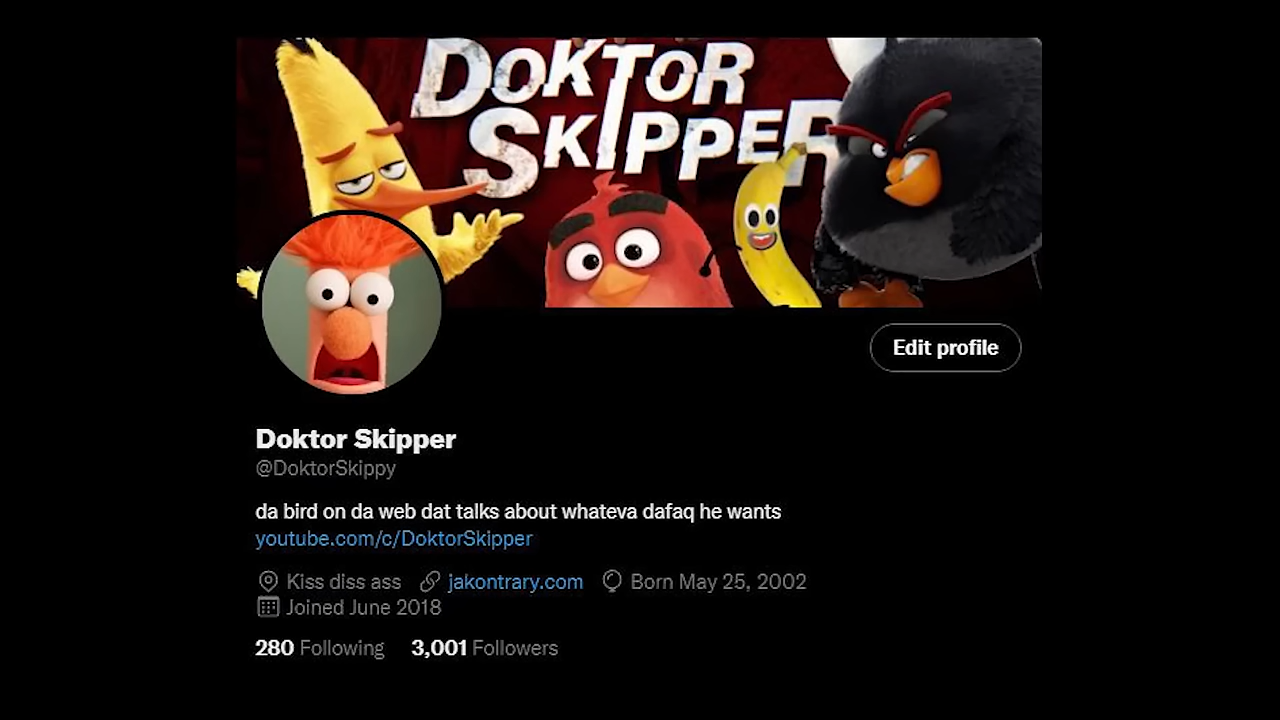 DOKTOR
SKIPPER
Edit profile
Doktor Skipper
@DoktorSkippy
da bird on da web dat talks about whateva dafaq he wants
youtube.com/c/DoktorSkipper
Kiss diss ass jakontrary.com Born May 25, 2002
Joined June 2018
280 Following 3,001 Followers